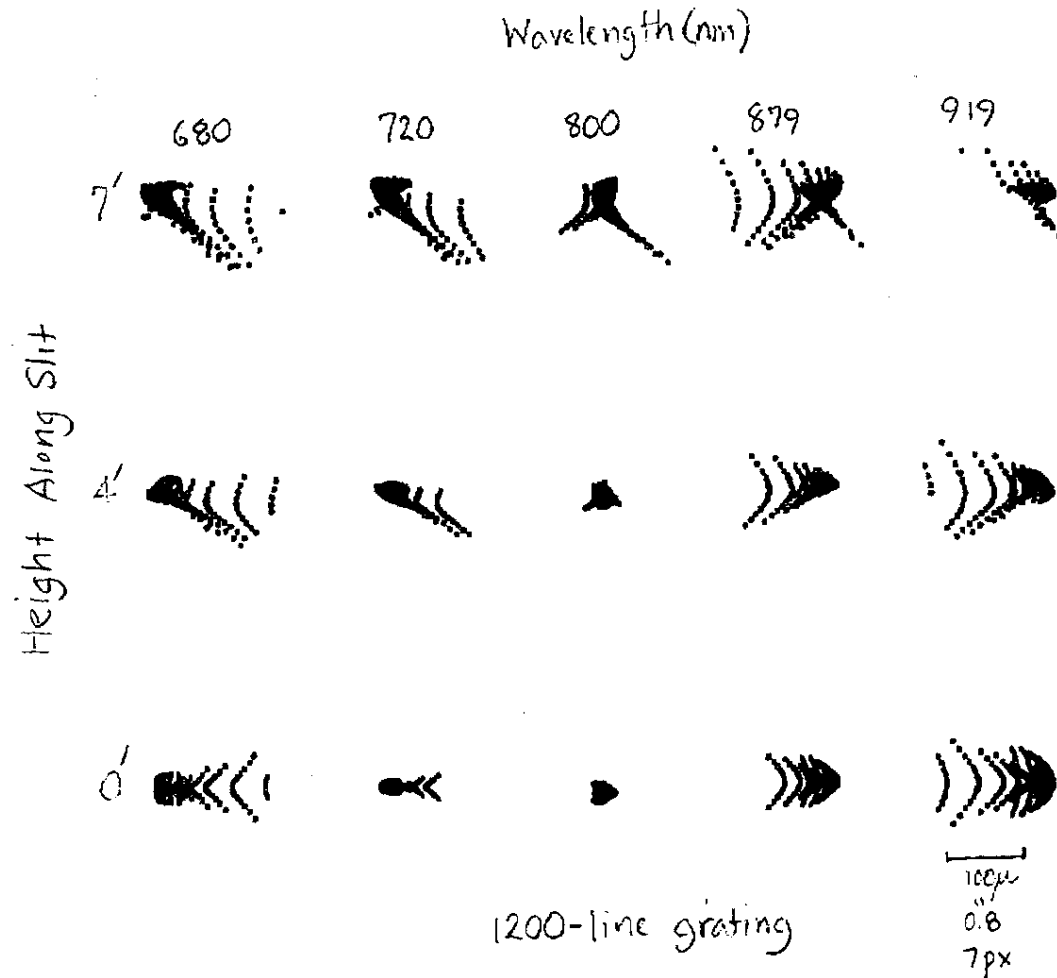 Wavelength (nm)
680 720 800 879 919
7'
4'
0'
Height Along Slit
100μ
0.8"
7px
1200-line grating